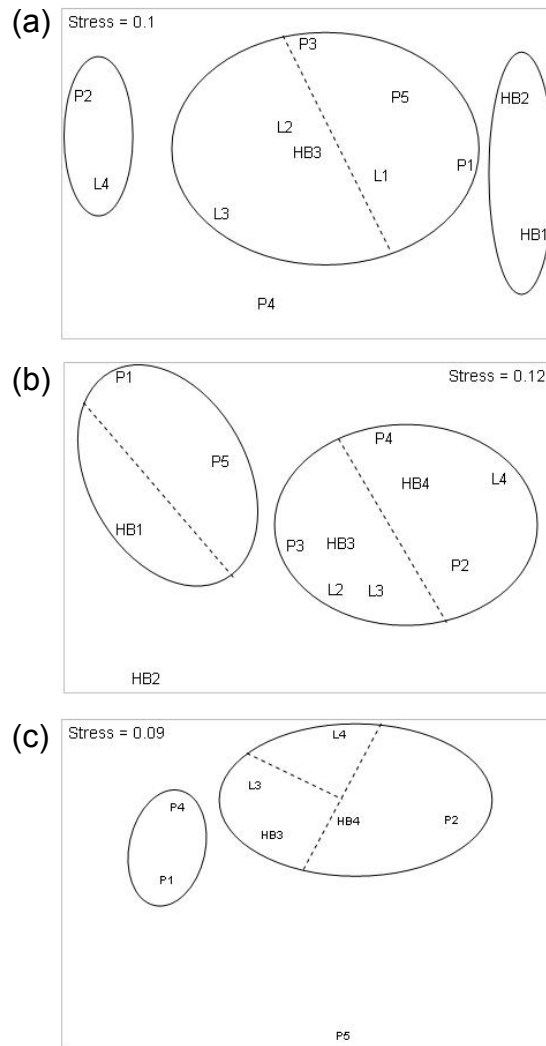 (a)
Stress = 0.1
P3
P2
P5
HB2
L2
HB3
P1
L1
L4
L3
HB1
P4
(b)
Stress = 0.12
P1
P4
P5
L4
HB4
HB1
HB3
P3
P2
L2 L3
HB2
(c)
Stress = 0.09
L4
L3
P4
HB4
P2
HB3
P1
P5